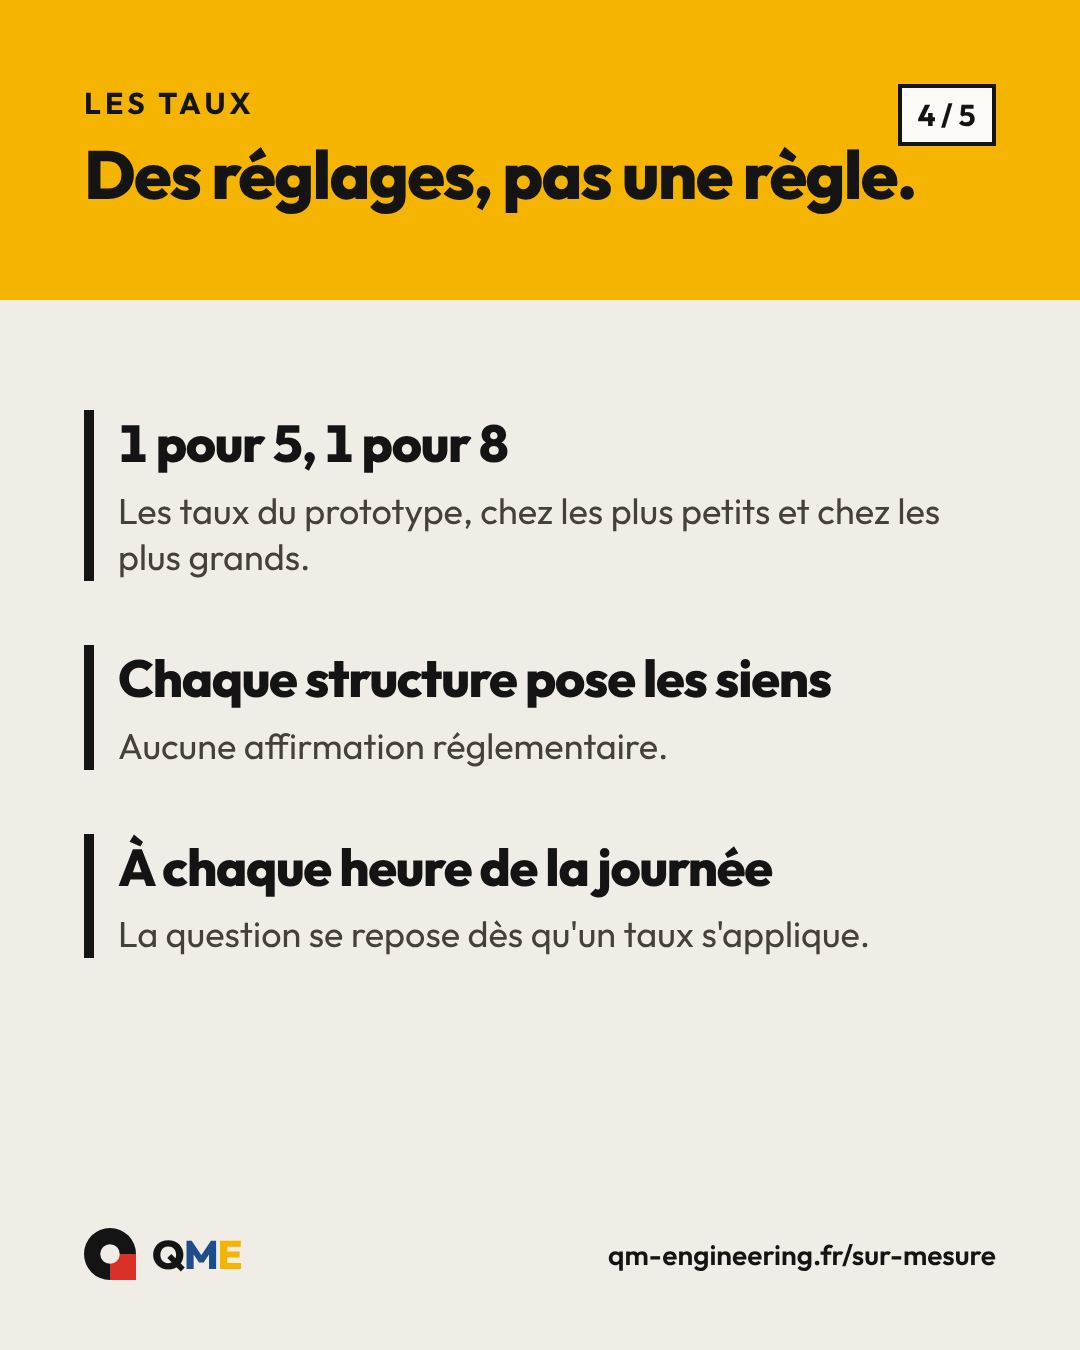 LES TAUX
4 / 5
Des réglages, pas une règle.
1 pour 5, 1 pour 8
Les taux du prototype, chez les plus petits et chez les
plus grands.
Chaque structure pose les siens
Aucune affirmation réglementaire.
À chaque heure de la journée
La question se repose dès qu'un taux s'applique.
QME
qm-engineering.fr/sur-mesure